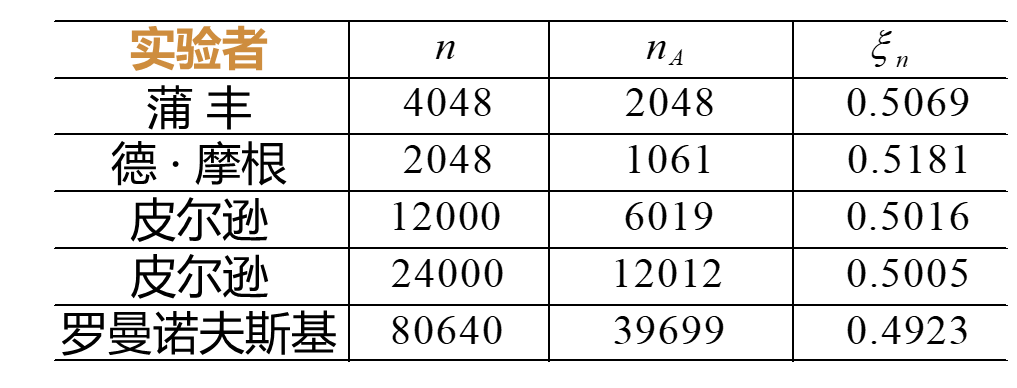 实验者 n n_A ξ_n
蒲丰 4048 2048 0.5069
德·摩根 2048 1061 0.5181
皮尔逊 12000 6019 0.5016
皮尔逊 24000 12012 0.5005
罗曼诺夫斯基 80640 39699 0.4923